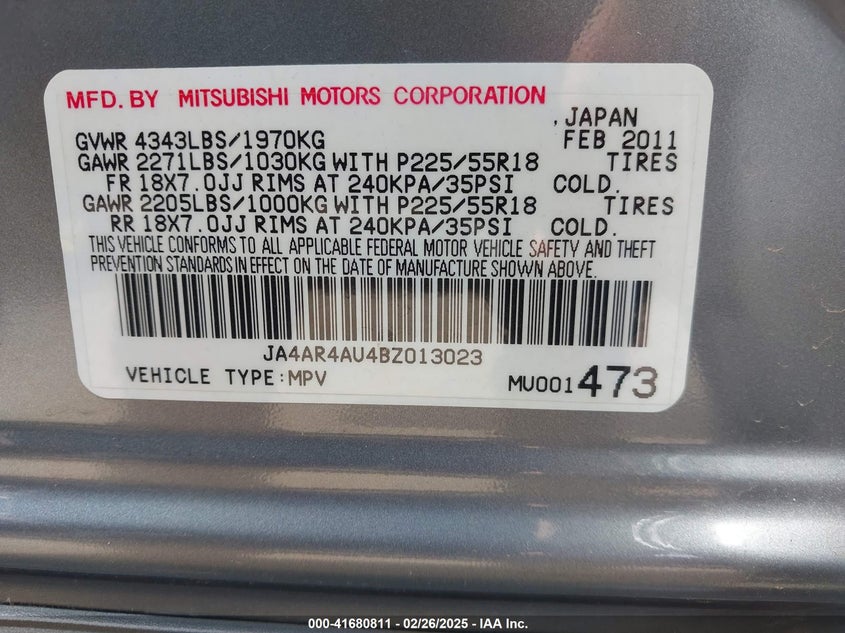 MFD. BY MITSUBISHI MOTORS CORPORATION
, JAPAN
GVWR 4343LBS/1970KG FEB 2011
GAWR 2271LBS/1030KG WITH P225/55R18 TIRES
FR 18X7.0JJ RIMS AT 240KPA/35PSI COLD.
GAWR 2205LBS/1000KG WITH P225/55R18 TIRES
RR 18X7.0JJ RIMS AT 240KPA/35PSI COLD.
THIS VEHICLE CONFORMS TO ALL APPLICABLE FEDERAL MOTOR VEHICLE SAFETY AND THEFT
PREVENTION STANDARDS IN EFFECT ON THE DATE OF MANUFACTURE SHOWN ABOVE.
JA4AR4AU4BZ013023
VEHICLE TYPE:MPV MU001473
000-41680811 - 02/26/2025 - IAA Inc.